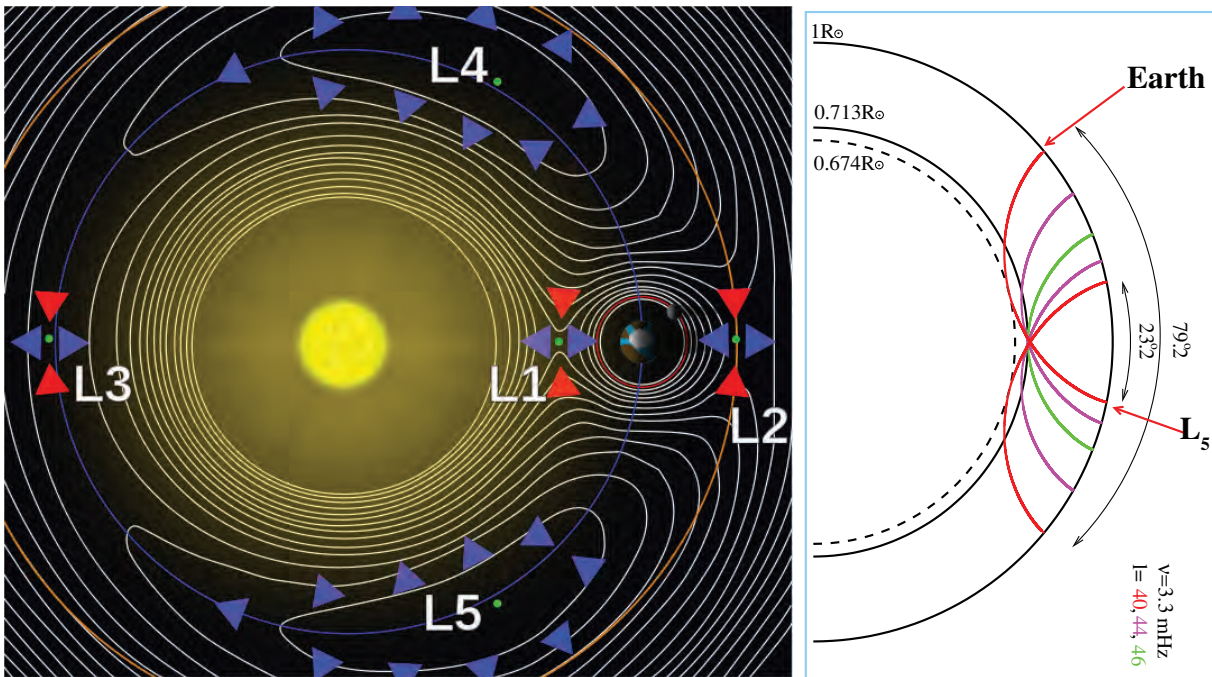 L4
L3
L1
L2
L5
1R☉
0.713R☉
0.674R☉
Earth
79°.2
23°.2
L₅
ν=3.3 mHz
l= 40, 44, 46